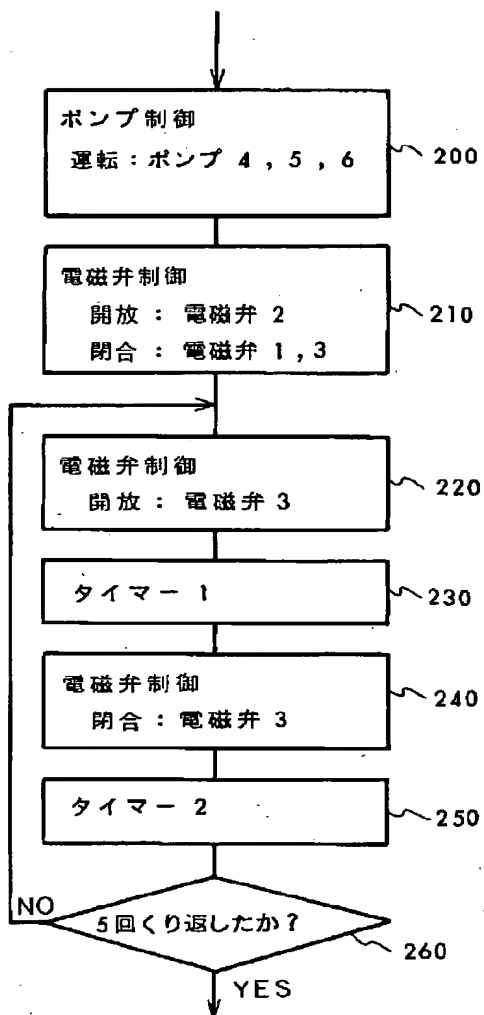 ポンプ制御
運転：ポンプ 4 , 5 , 6
200
電磁弁制御
開放： 電磁弁 2
閉合： 電磁弁 1 , 3
210
電磁弁制御
開放： 電磁弁 3
220
タイマー 1
230
電磁弁制御
閉合：電磁弁 3
240
タイマー 2
250
NO
5回くり返したか？
260
YES